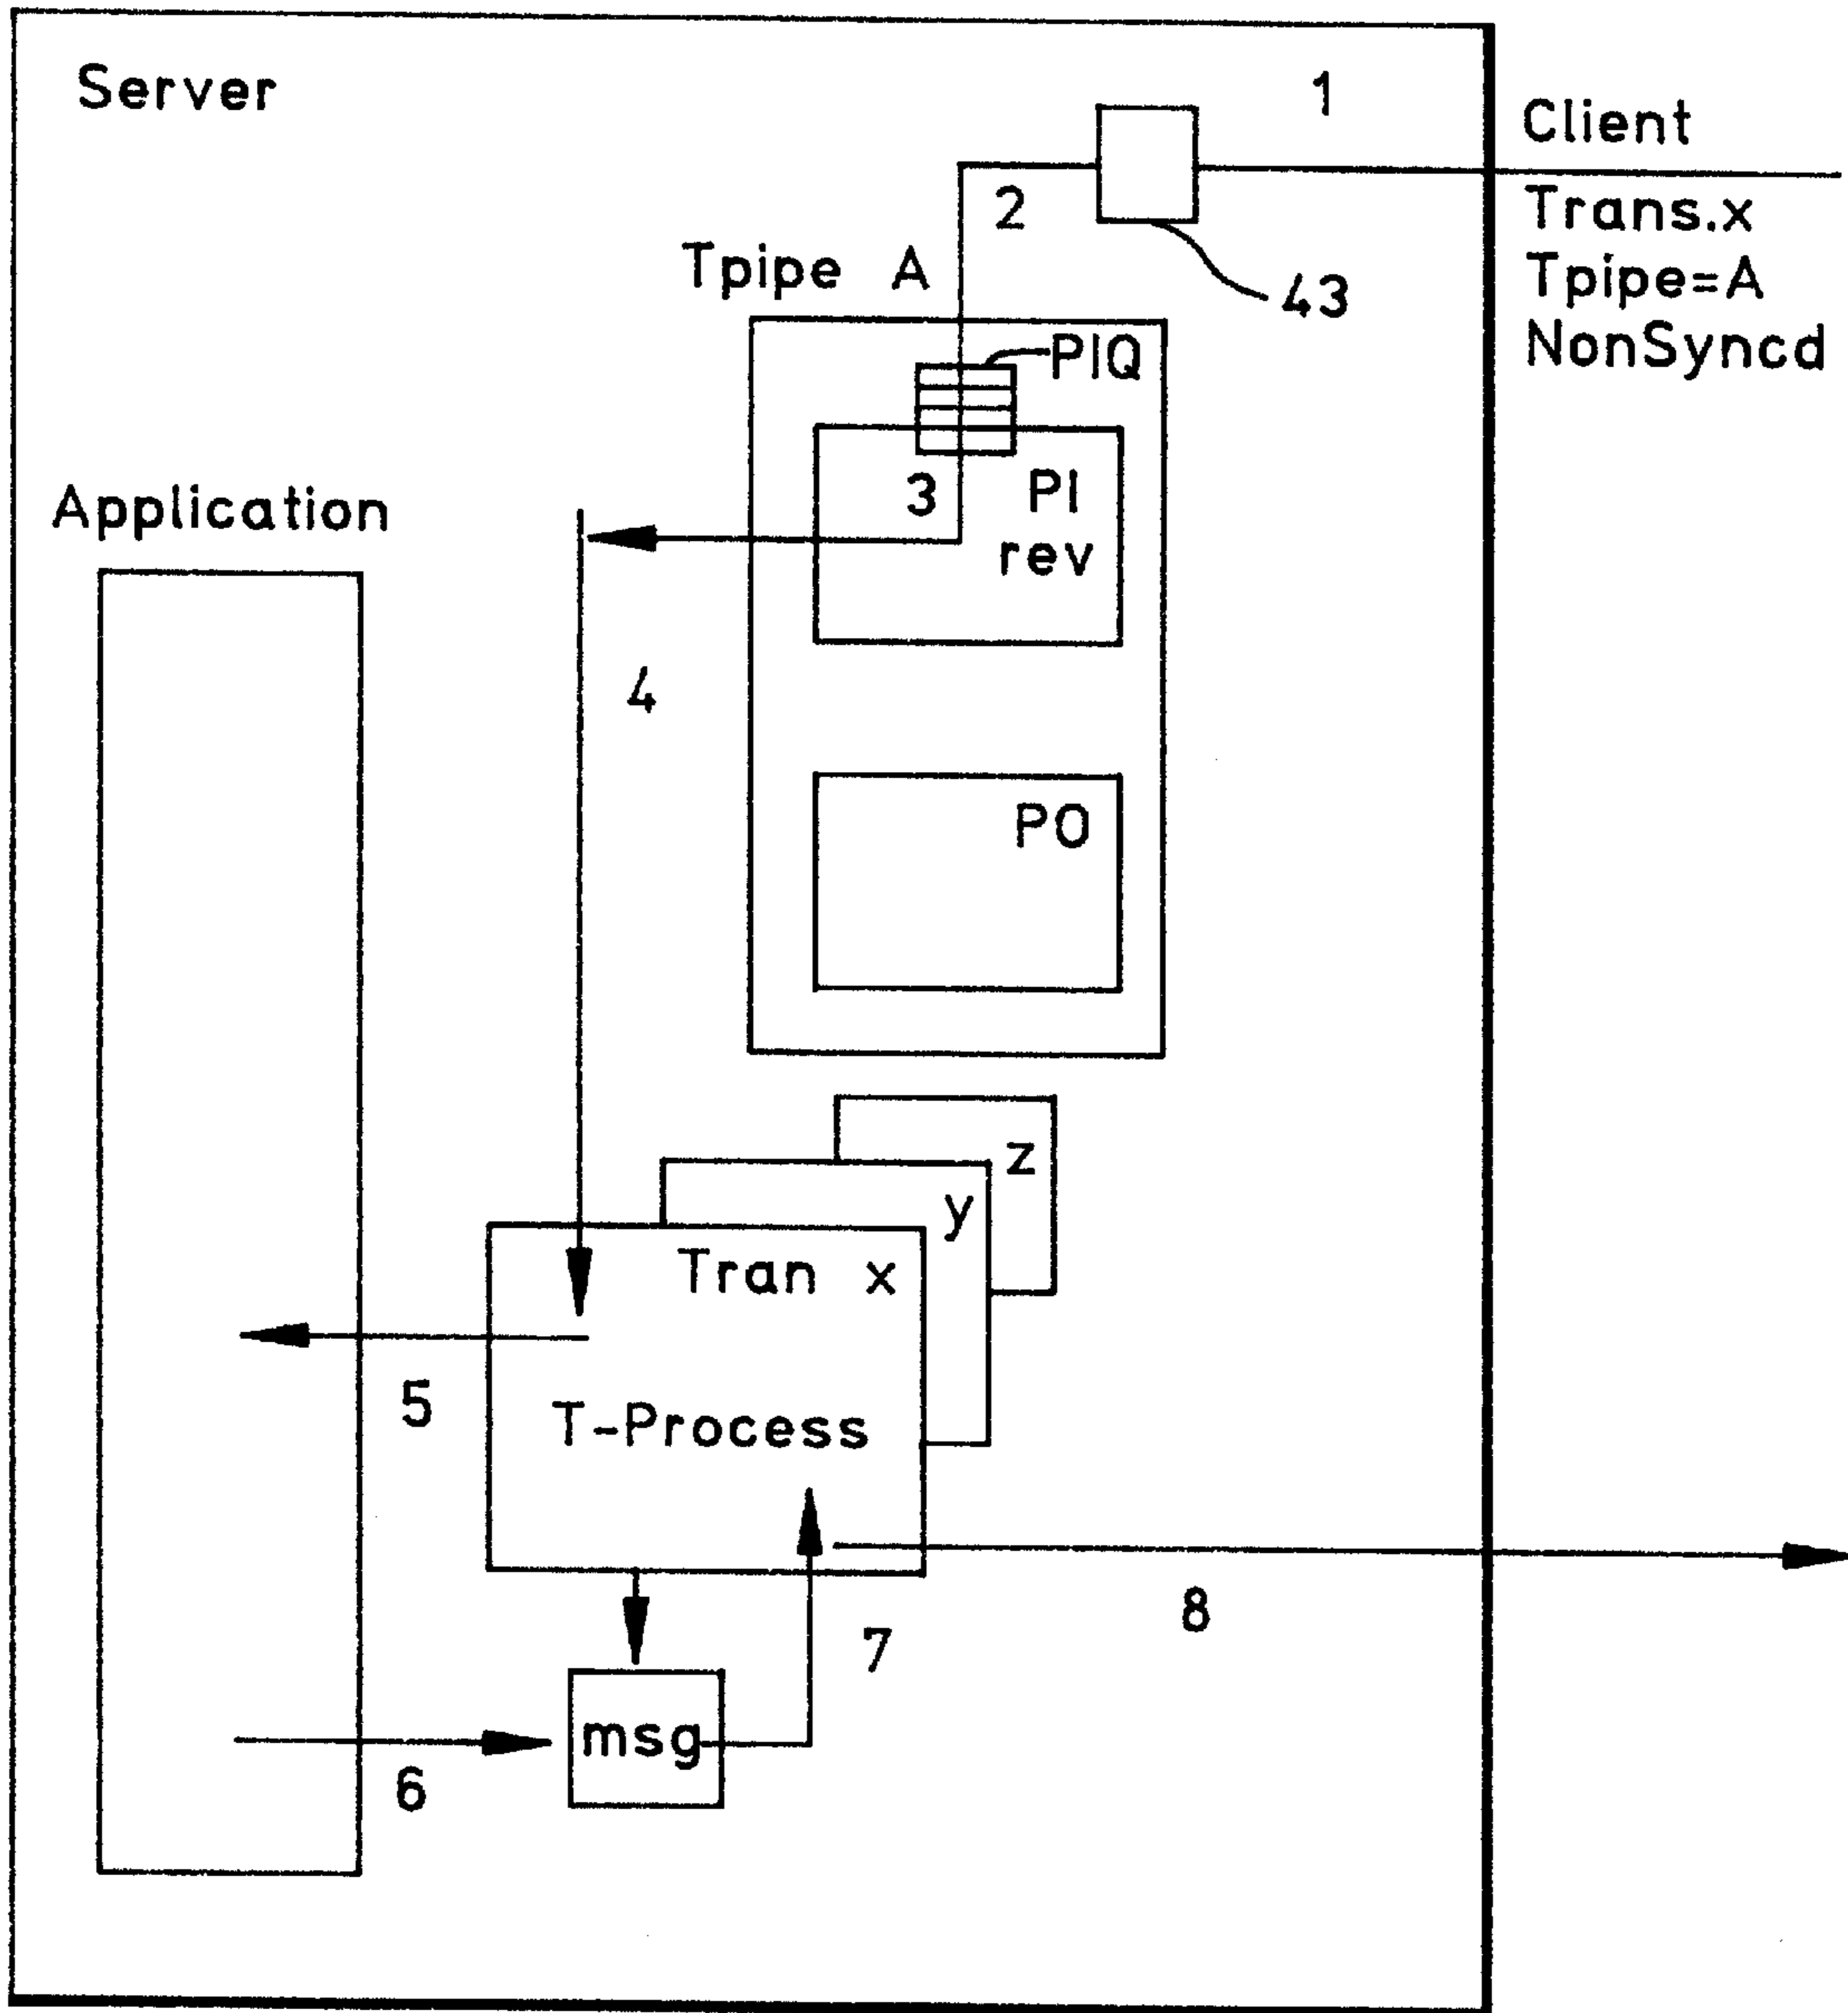 Server
1
Client
Trans.x
Tpipe=A
NonSyncd
2
43
Tpipe A
PIQ
3
PI
rev
Application
4
PO
z
y
Tran x
T-Process
5
7
8
msg
6